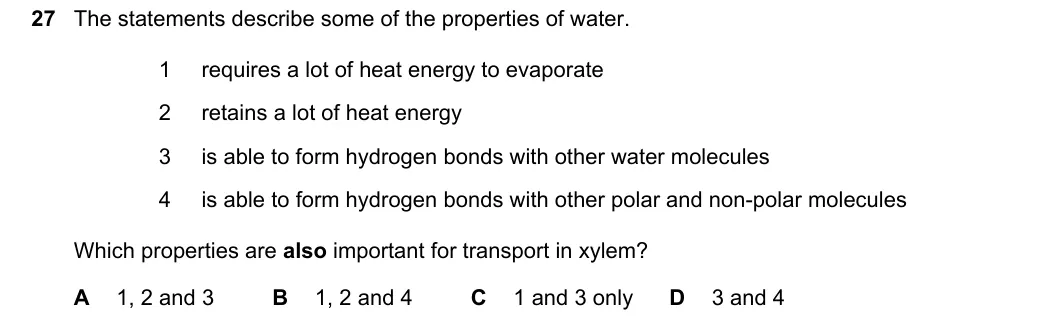 27 The statements describe some of the properties of water.
1 requires a lot of heat energy to evaporate
2 retains a lot of heat energy
3 is able to form hydrogen bonds with other water molecules
4 is able to form hydrogen bonds with other polar and non-polar molecules
Which properties are also important for transport in xylem?
A 1, 2 and 3 B 1, 2 and 4 C 1 and 3 only D 3 and 4